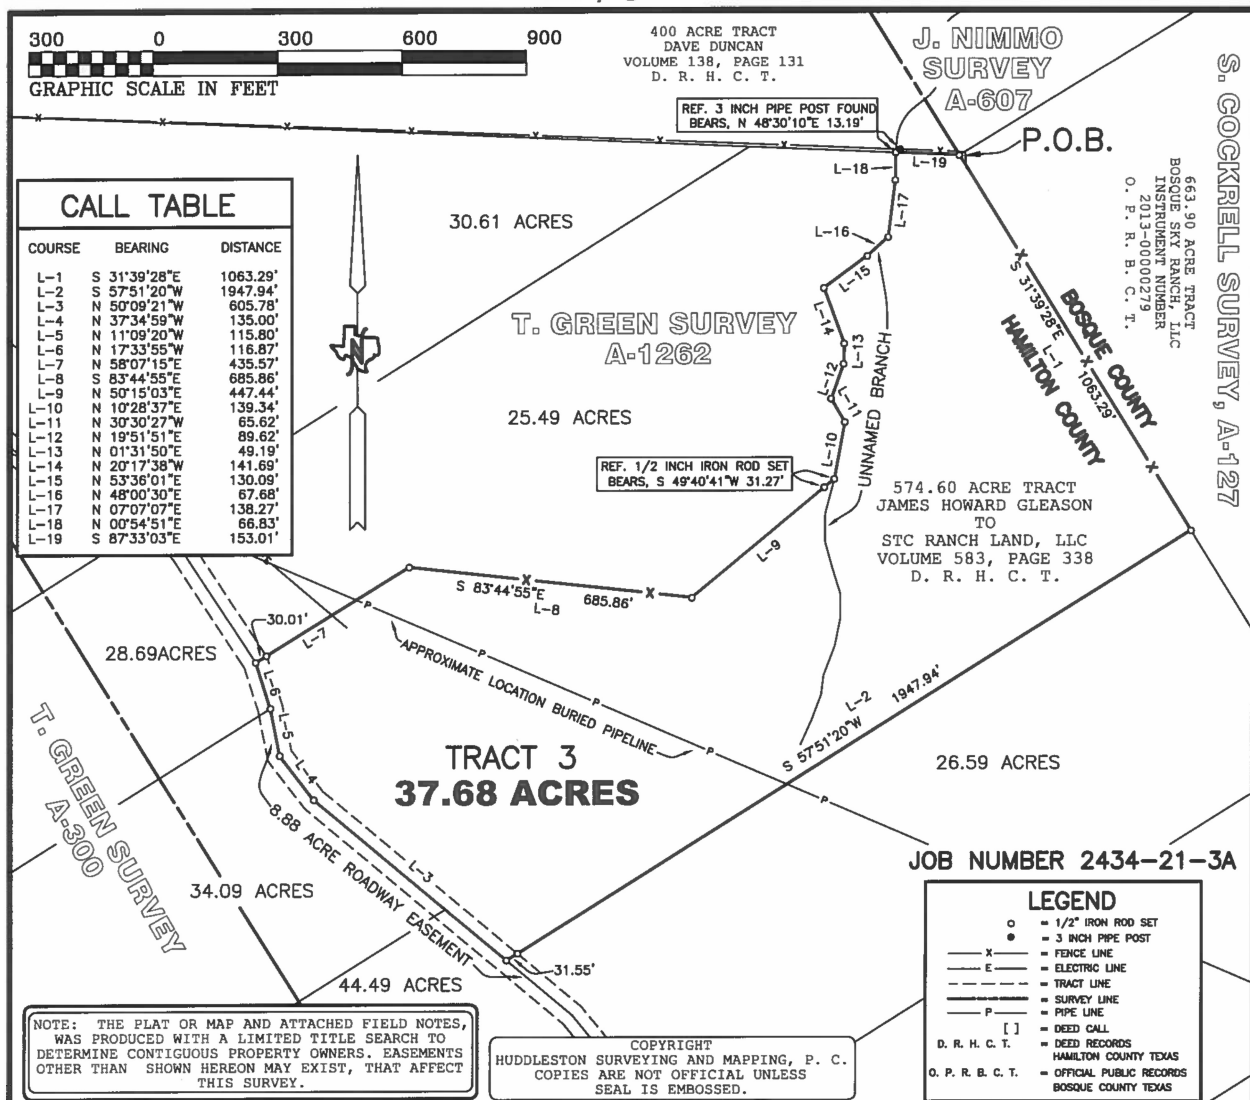 300 0 300 600 900
GRAPHIC SCALE IN FEET
400 ACRE TRACT
DAVE DUNCAN
VOLUME 138, PAGE 131
D. R. H. C. T.
J. NIMMO
SURVEY
A-607
REF. 3 INCH PIPE POST FOUND
BEARS, N 48°30'10"E 13.19'
P.O.B.
L-19
L-18
L-17
L-16
L-15
L-14
L-13
L-12
L-11
L-10
S. COCKRELL SURVEY, A-127
663.90 ACRE TRACT
BOSQUE SKY RANCH, LLC
INSTRUMENT NUMBER
2013-00000279
O. P. R. B. C. T.
CALL TABLE
COURSE BEARING DISTANCE
L-1 S 31°39'28"E 1063.29'
L-2 S 57°51'20"W 1947.94'
L-3 N 50°09'21"W 605.78'
L-4 N 37°34'59"W 135.00'
L-5 N 11°09'20"W 115.80'
L-6 N 17°33'55"W 116.87'
L-7 N 58°07'15"E 435.57'
L-8 S 83°44'55"E 685.86'
L-9 N 50°15'03"E 447.44'
L-10 N 10°28'37"E 139.34'
L-11 N 30°30'27"W 65.62'
L-12 N 19°51'51"E 89.62'
L-13 N 01°31'50"E 49.19'
L-14 N 20°17'38"W 141.69'
L-15 N 53°36'01"E 130.09'
L-16 N 48°00'30"E 67.68'
L-17 N 07°07'07"E 138.27'
L-18 N 00°54'51"E 66.83'
L-19 S 87°33'03"E 153.01'
30.61 ACRES
N
T. GREEN SURVEY
A-1262
25.49 ACRES
UNNAMED BRANCH
S 31°39'28"E L-1 1063.29'
BOSQUE COUNTY
HAMILTON COUNTY
REF. 1/2 INCH IRON ROD SET
BEARS, S 49°40'41"W 31.27'
574.60 ACRE TRACT
JAMES HOWARD GLEASON
TO
STC RANCH LAND, LLC
VOLUME 583, PAGE 338
D. R. H. C. T.
L-9
S 83°44'55"E 685.86'
L-8
L-7
30.01'
28.69ACRES
L-6
L-5
L-4
L-3
APPROXIMATE LOCATION BURIED PIPELINE
L-2
S 57°51'20"W 1947.94'
TRACT 3
37.68 ACRES
26.59 ACRES
T. GREEN SURVEY
A-300
8.88 ACRE ROADWAY EASEMENT
34.09 ACRES
31.55'
44.49 ACRES
JOB NUMBER 2434-21-3A
LEGEND
= 1/2" IRON ROD SET
= 3 INCH PIPE POST
X = FENCE LINE
E = ELECTRIC LINE
= TRACT LINE
= SURVEY LINE
P = PIPE LINE
[ ] = DEED CALL
D. R. H. C. T. = DEED RECORDS
HAMILTON COUNTY TEXAS
O. P. R. B. C. T. = OFFICIAL PUBLIC RECORDS
BOSQUE COUNTY TEXAS
NOTE: THE PLAT OR MAP AND ATTACHED FIELD NOTES,
WAS PRODUCED WITH A LIMITED TITLE SEARCH TO
DETERMINE CONTIGUOUS PROPERTY OWNERS. EASEMENTS
OTHER THAN SHOWN HEREON MAY EXIST, THAT AFFECT
THIS SURVEY.
COPYRIGHT
HUDDLESTON SURVEYING AND MAPPING, P. C.
COPIES ARE NOT OFFICIAL UNLESS
SEAL IS EMBOSSED.